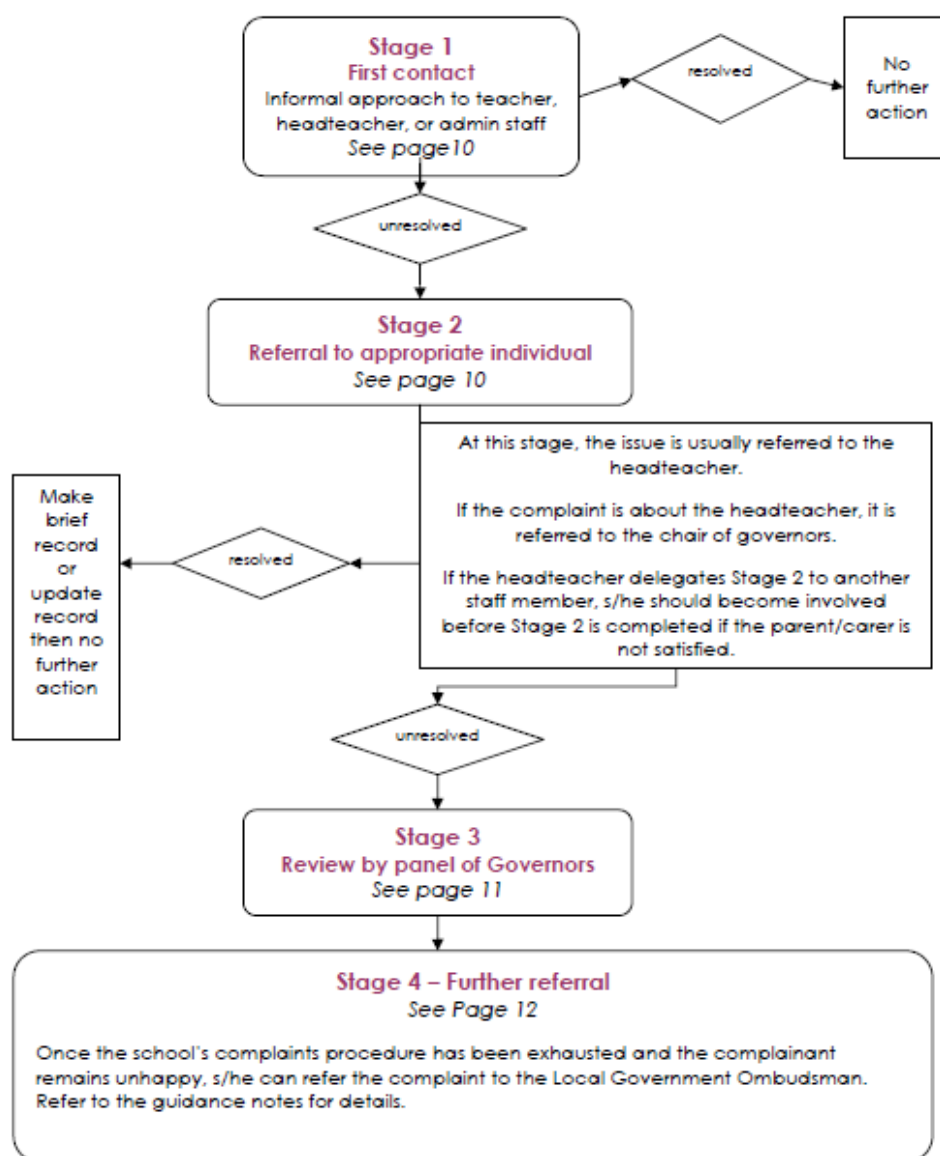 Stage 1
First contact
Informal approach to teacher,
headteacher, or admin staff
See page10
resolved
No
further
action
unresolved
Stage 2
Referral to appropriate individual
See page 10
At this stage, the issue is usually referred to the
headteacher.
If the complaint is about the headteacher, it is
referred to the chair of governors.
If the headteacher delegates Stage 2 to another
staff member, s/he should become involved
before Stage 2 is completed if the parent/carer is
not satisfied.
resolved
Make
brief
record
or
update
record
then no
further
action
unresolved
Stage 3
Review by panel of Governors
See page 11
Stage 4 – Further referral
See Page 12
Once the school's complaints procedure has been exhausted and the complainant
remains unhappy, s/he can refer the complaint to the Local Government Ombudsman.
Refer to the guidance notes for details.